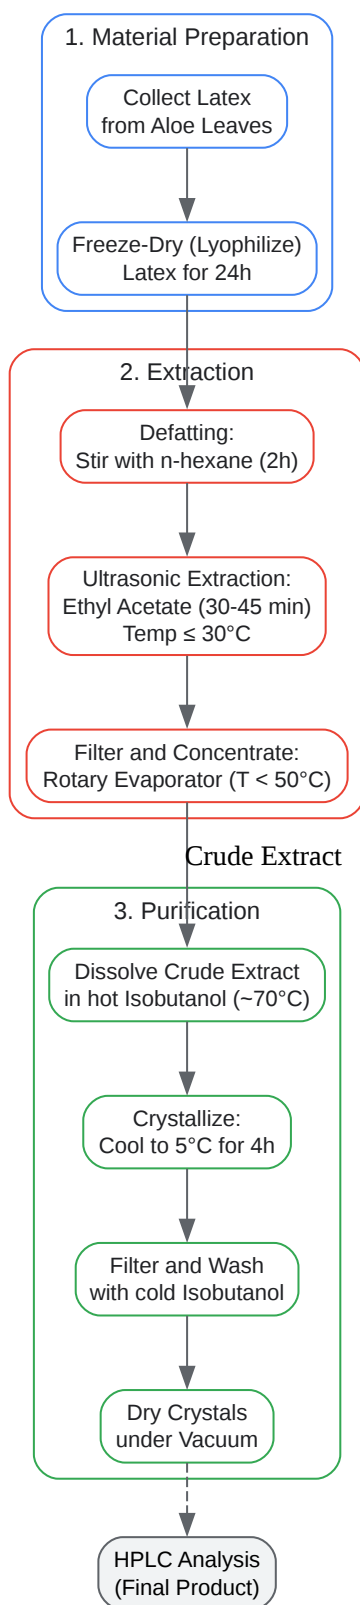 1. Material Preparation
Collect Latex
from Aloe Leaves
Freeze-Dry (Lyophilize)
Latex for 24h
2. Extraction
Defatting:
Stir with n-hexane (2h)
Ultrasonic Extraction:
Ethyl Acetate (30-45 min)
Temp ≤ 30°C
Filter and Concentrate:
Rotary Evaporator (T < 50°C)
Crude Extract
3. Purification
Dissolve Crude Extract
in hot Isobutanol (~70°C)
Crystallize:
Cool to 5°C for 4h
Filter and Wash
with cold Isobutanol
Dry Crystals
under Vacuum
HPLC Analysis
(Final Product)